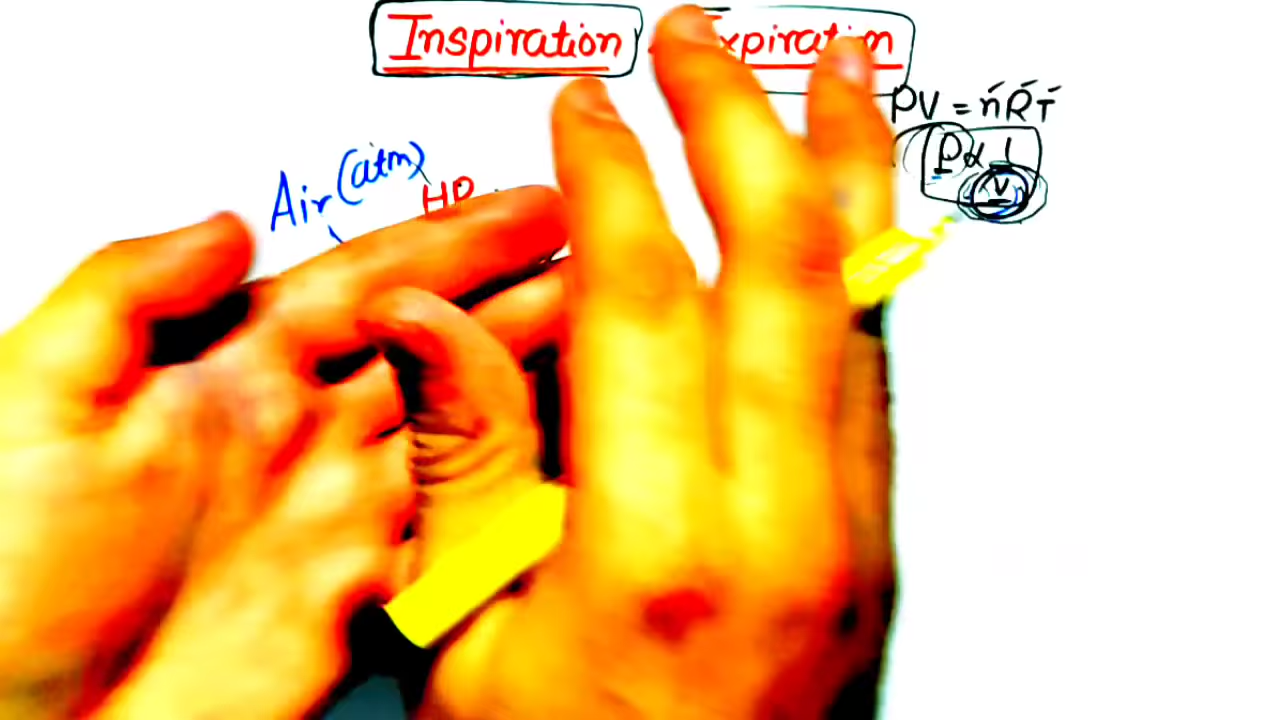 Inspiration
Expiration
PV = nRT
P ∝ 1
V
Air (atm)
HP